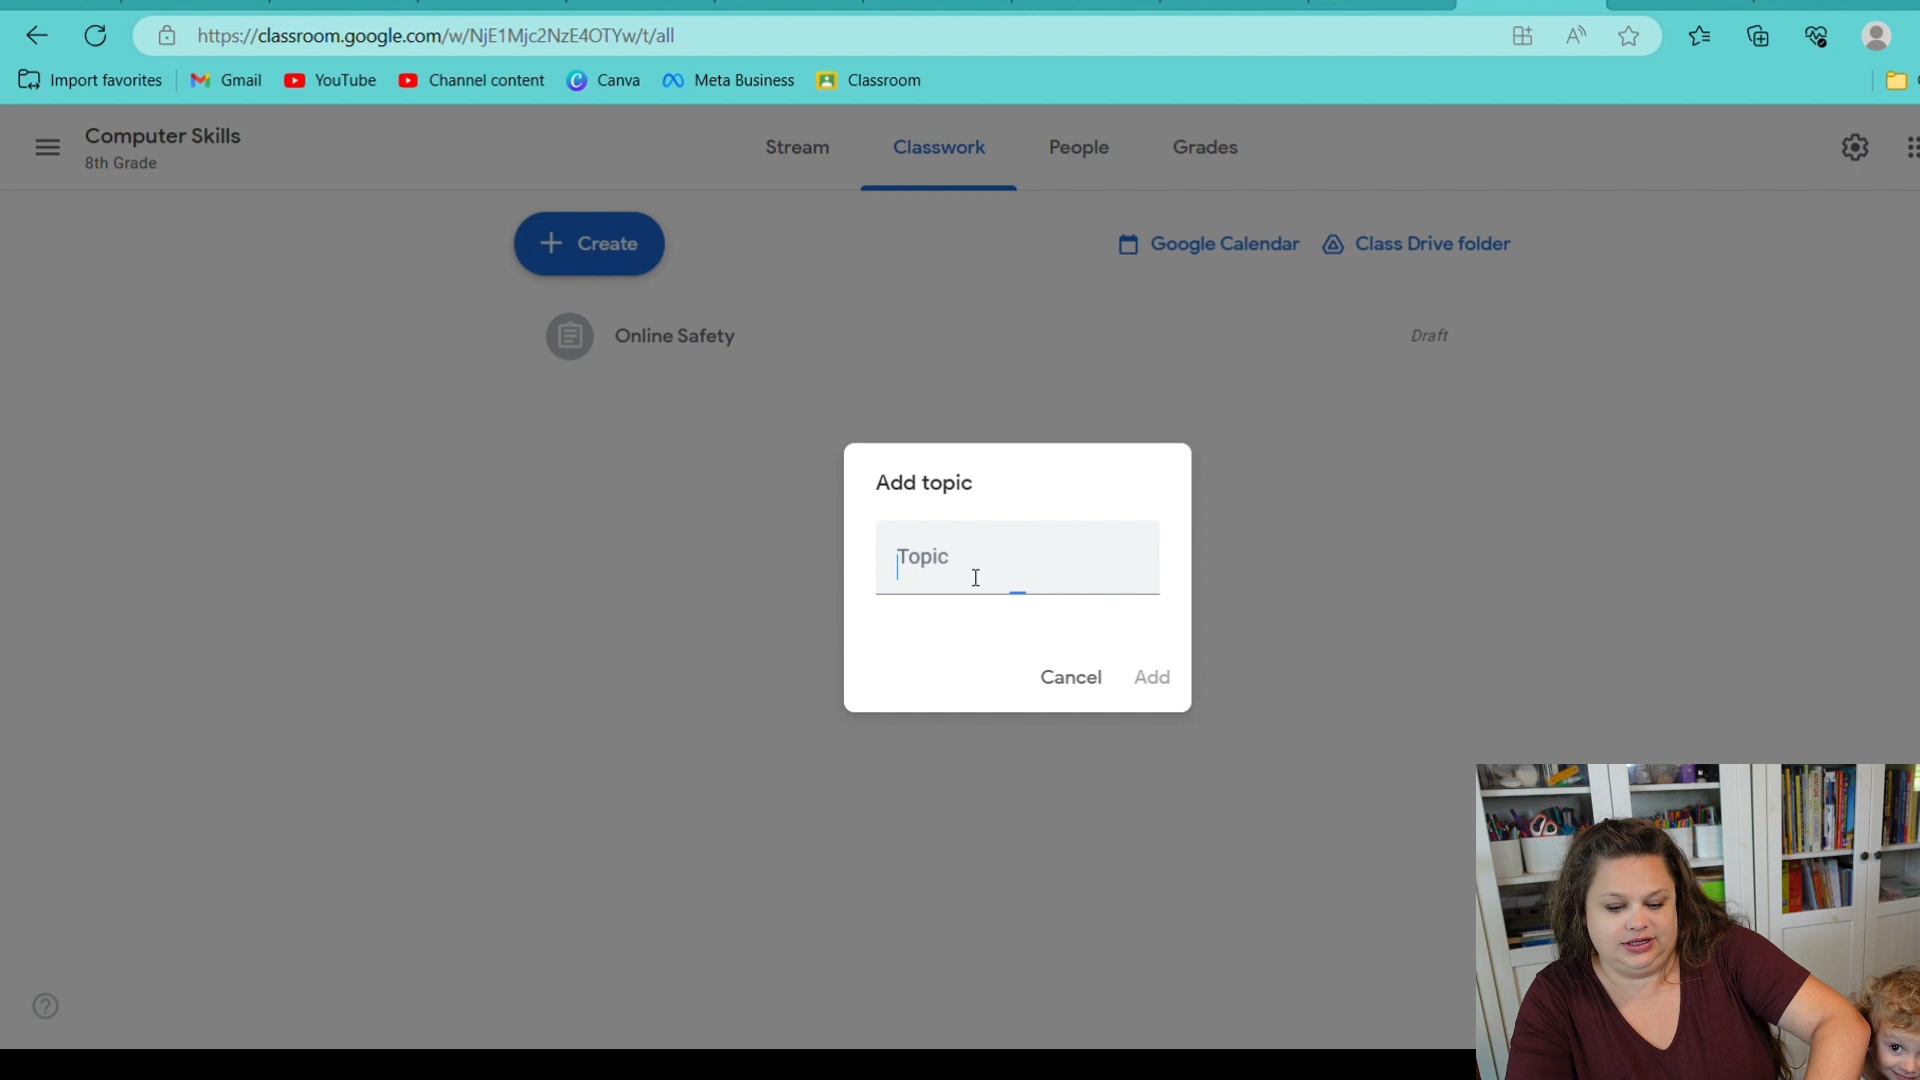 https://classroom.google.com/w/NjE1Mjc2NzE4OTYw/t/all
Import favorites Gmail YouTube Channel content Canva Meta Business Classroom
Computer Skills
8th Grade
Stream Classwork People Grades
Create
Google Calendar Class Drive folder
Online Safety Draft
Add topic
Topic
Cancel Add